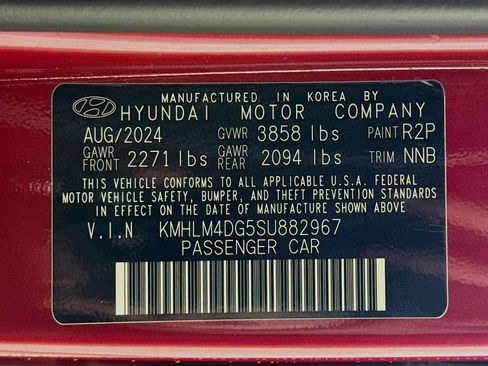 MANUFACTURED IN KOREA BY
HYUNDAI MOTOR COMPANY
AUG/2024 GVWR 3858 lbs PAINT R2P
GAWR FRONT 2271 lbs GAWR REAR 2094 lbs TRIM NNB
THIS VEHICLE CONFORMS TO ALL APPLICABLE U.S.A. FEDERAL
MOTOR VEHICLE SAFETY, BUMPER, AND THEFT PREVENTION STANDARDS
IN EFFECT ON THE DATE OF MANUFACTURE SHOWN ABOVE.
V.I.N KMHLM4DG5SU882967
PASSENGER CAR